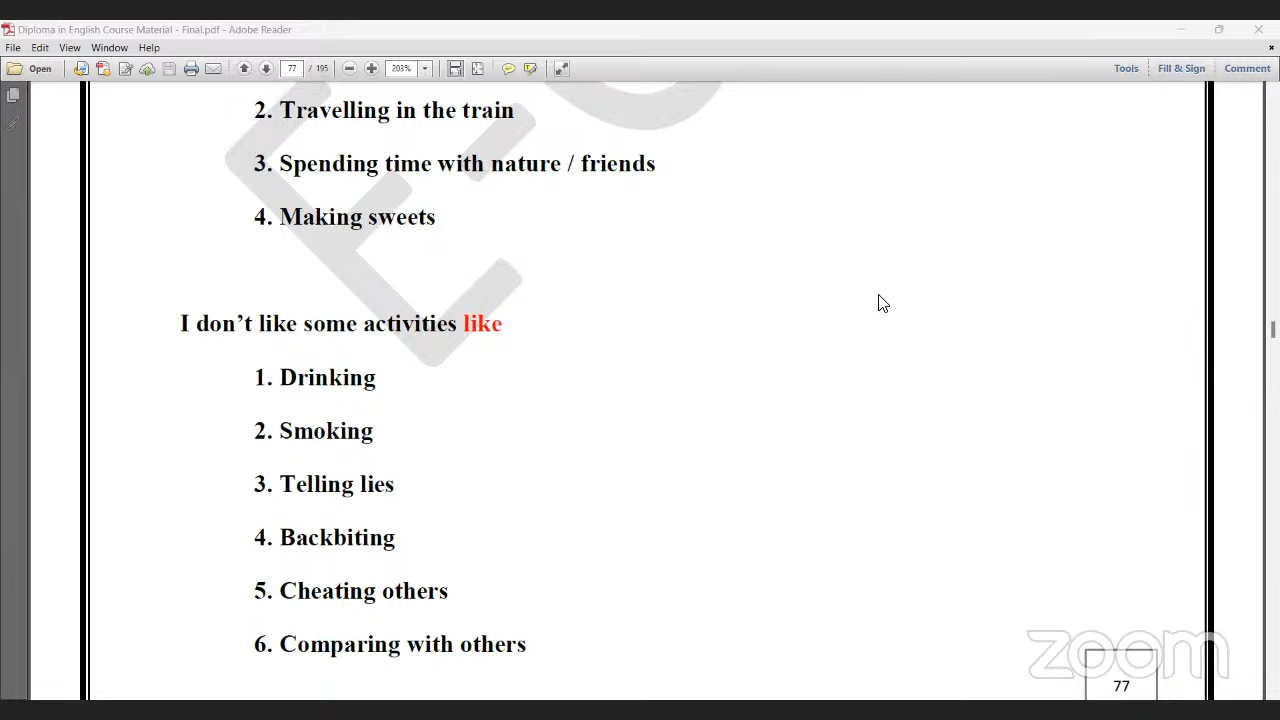 Diploma in English Course Material - Final.pdf - Adobe Reader
File Edit View Window Help
Open 77 / 195 203% Tools Fill & Sign Comment
2. Travelling in the train
3. Spending time with nature / friends
4. Making sweets
I don't like some activities like
1. Drinking
2. Smoking
3. Telling lies
4. Backbiting
5. Cheating others
6. Comparing with others
zoom
77